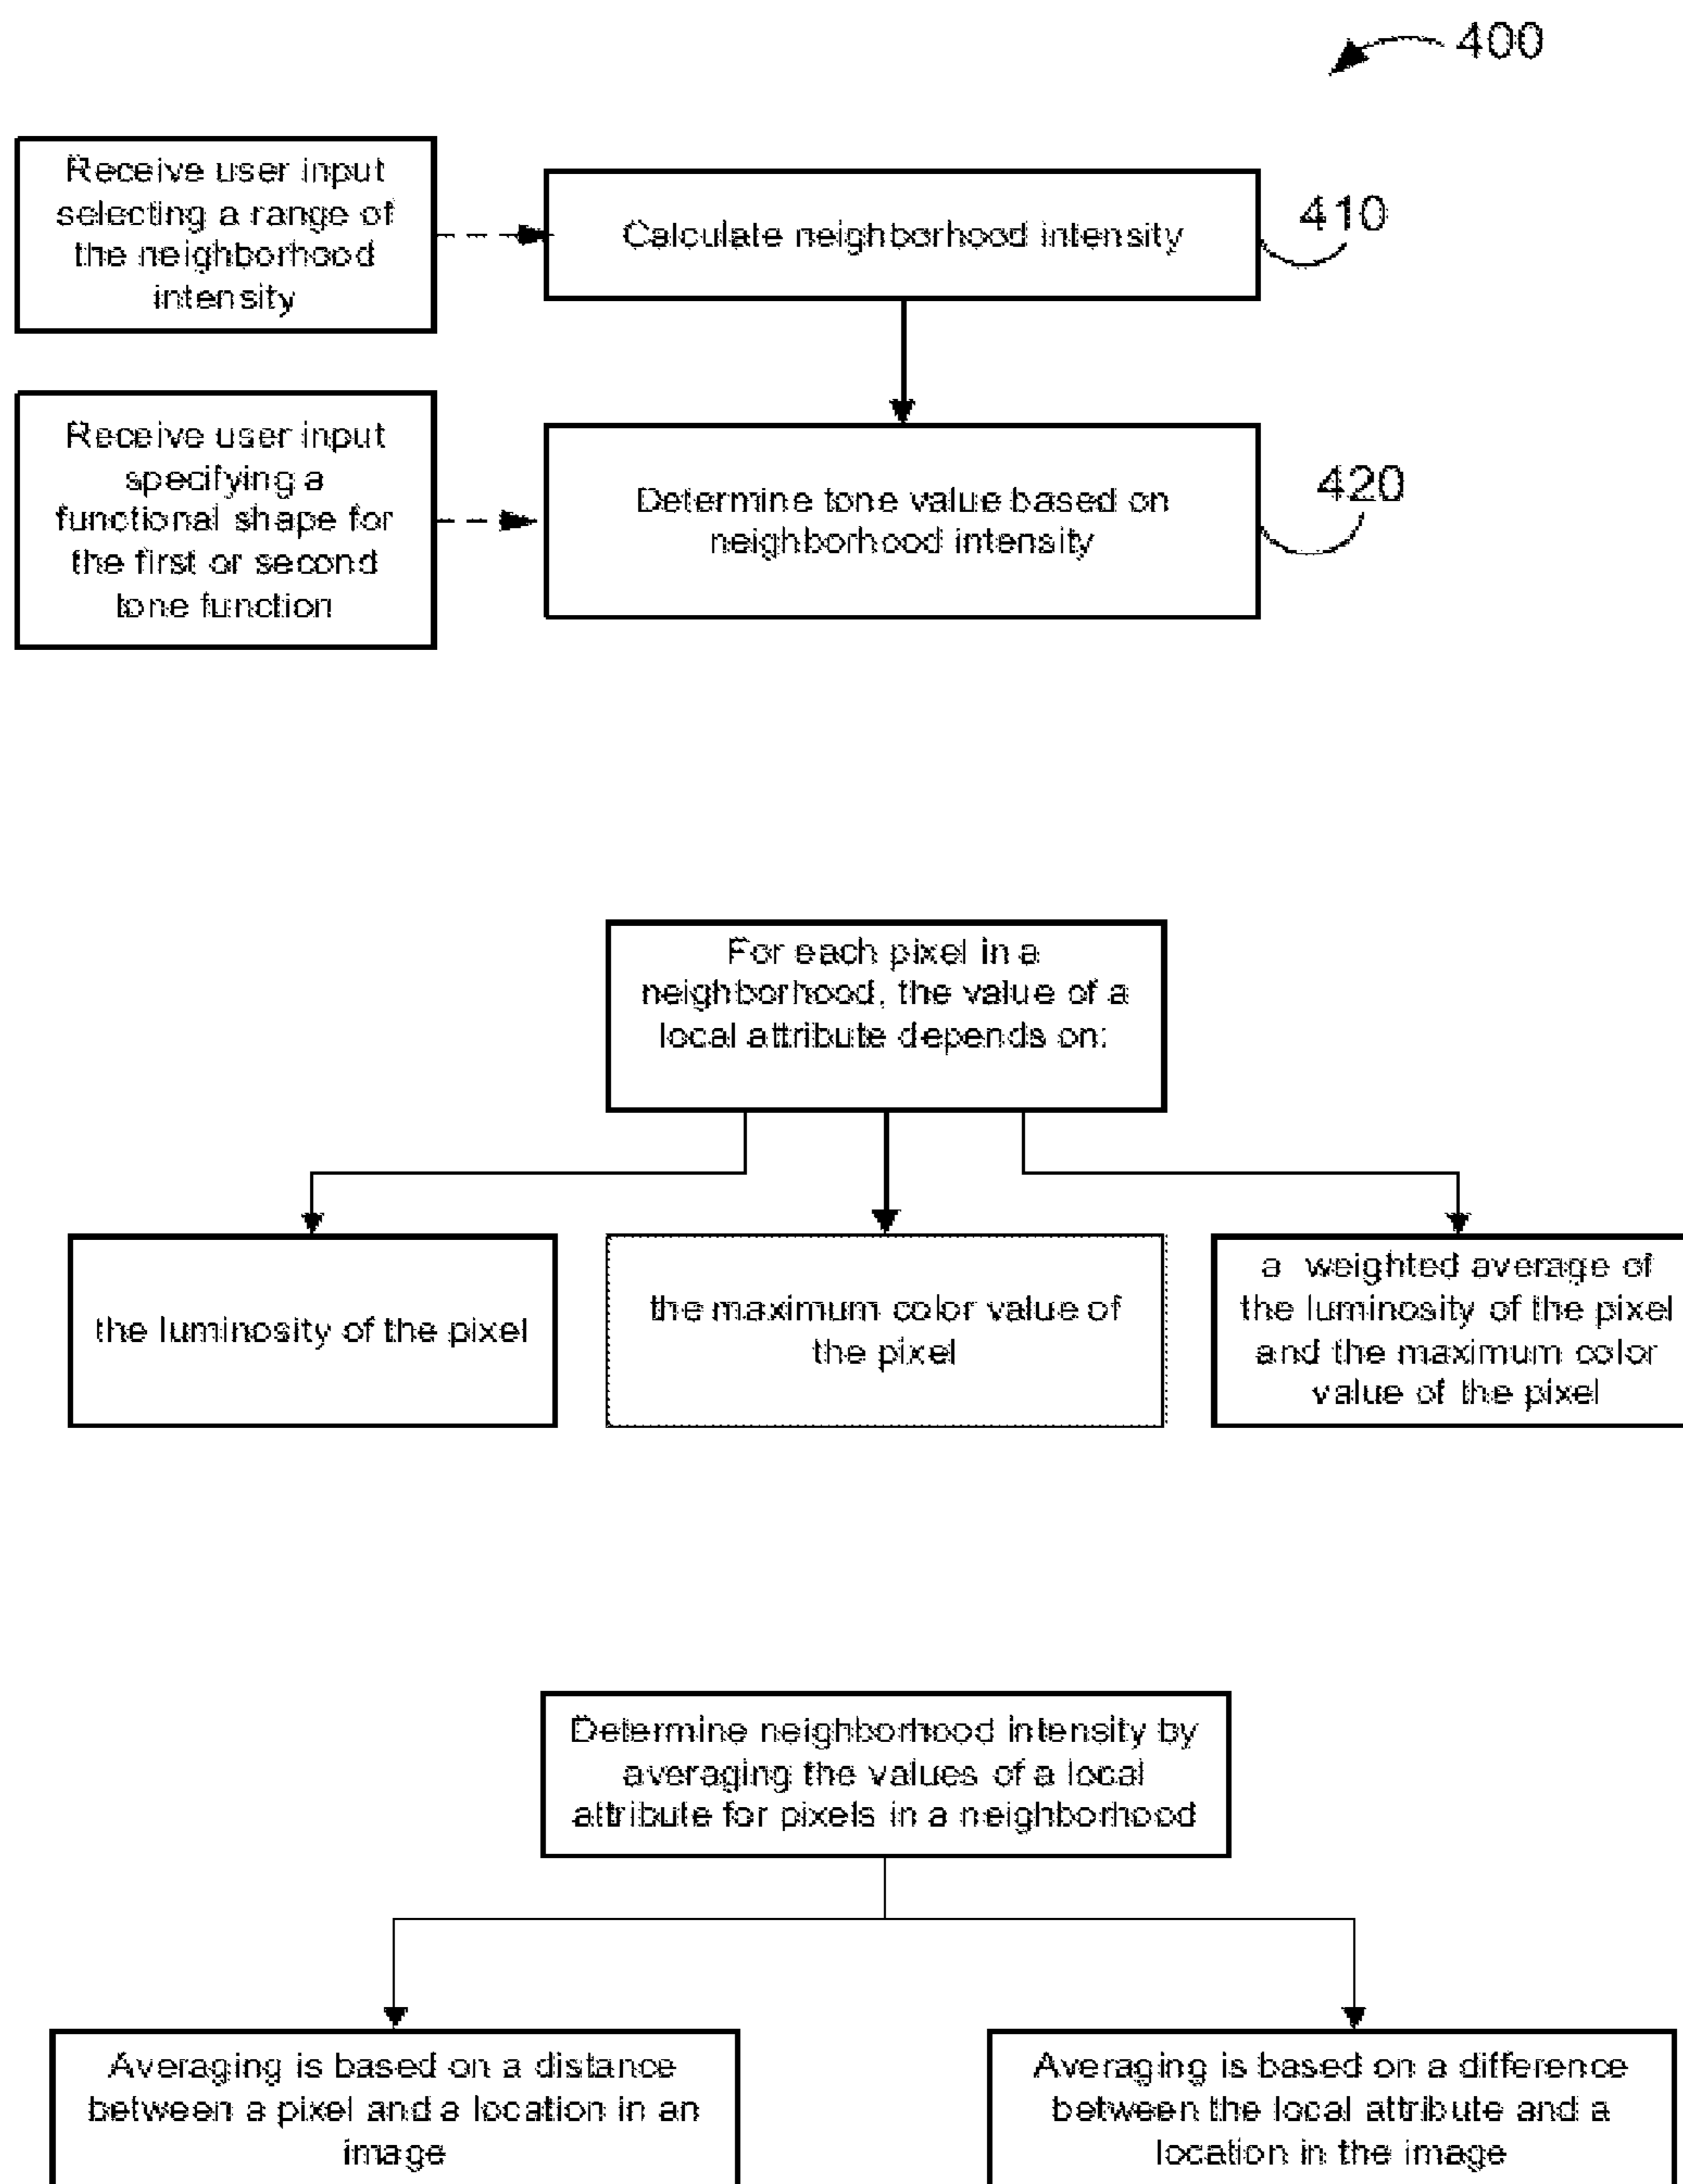 400
Receive user input
selecting a range of
the neighborhood
intensity
Calculate neighborhood intensity
410
Receive user input
specifying a
functional shape for
the first or second
tone function
Determine tone value based on
neighborhood intensity
420
For each pixel in a
neighborhood, the value of a
local attribute depends on:
the luminosity of the pixel
the maximum color value of
the pixel
a weighted average of
the luminosity of the pixel
and the maximum color
value of the pixel
Determine neighborhood intensity by
averaging the values of a local
attribute for pixels in a neighborhood
Averaging is based on a distance
between a pixel and a location in an
image
Averaging is based on a difference
between the local attribute and a
location in the image